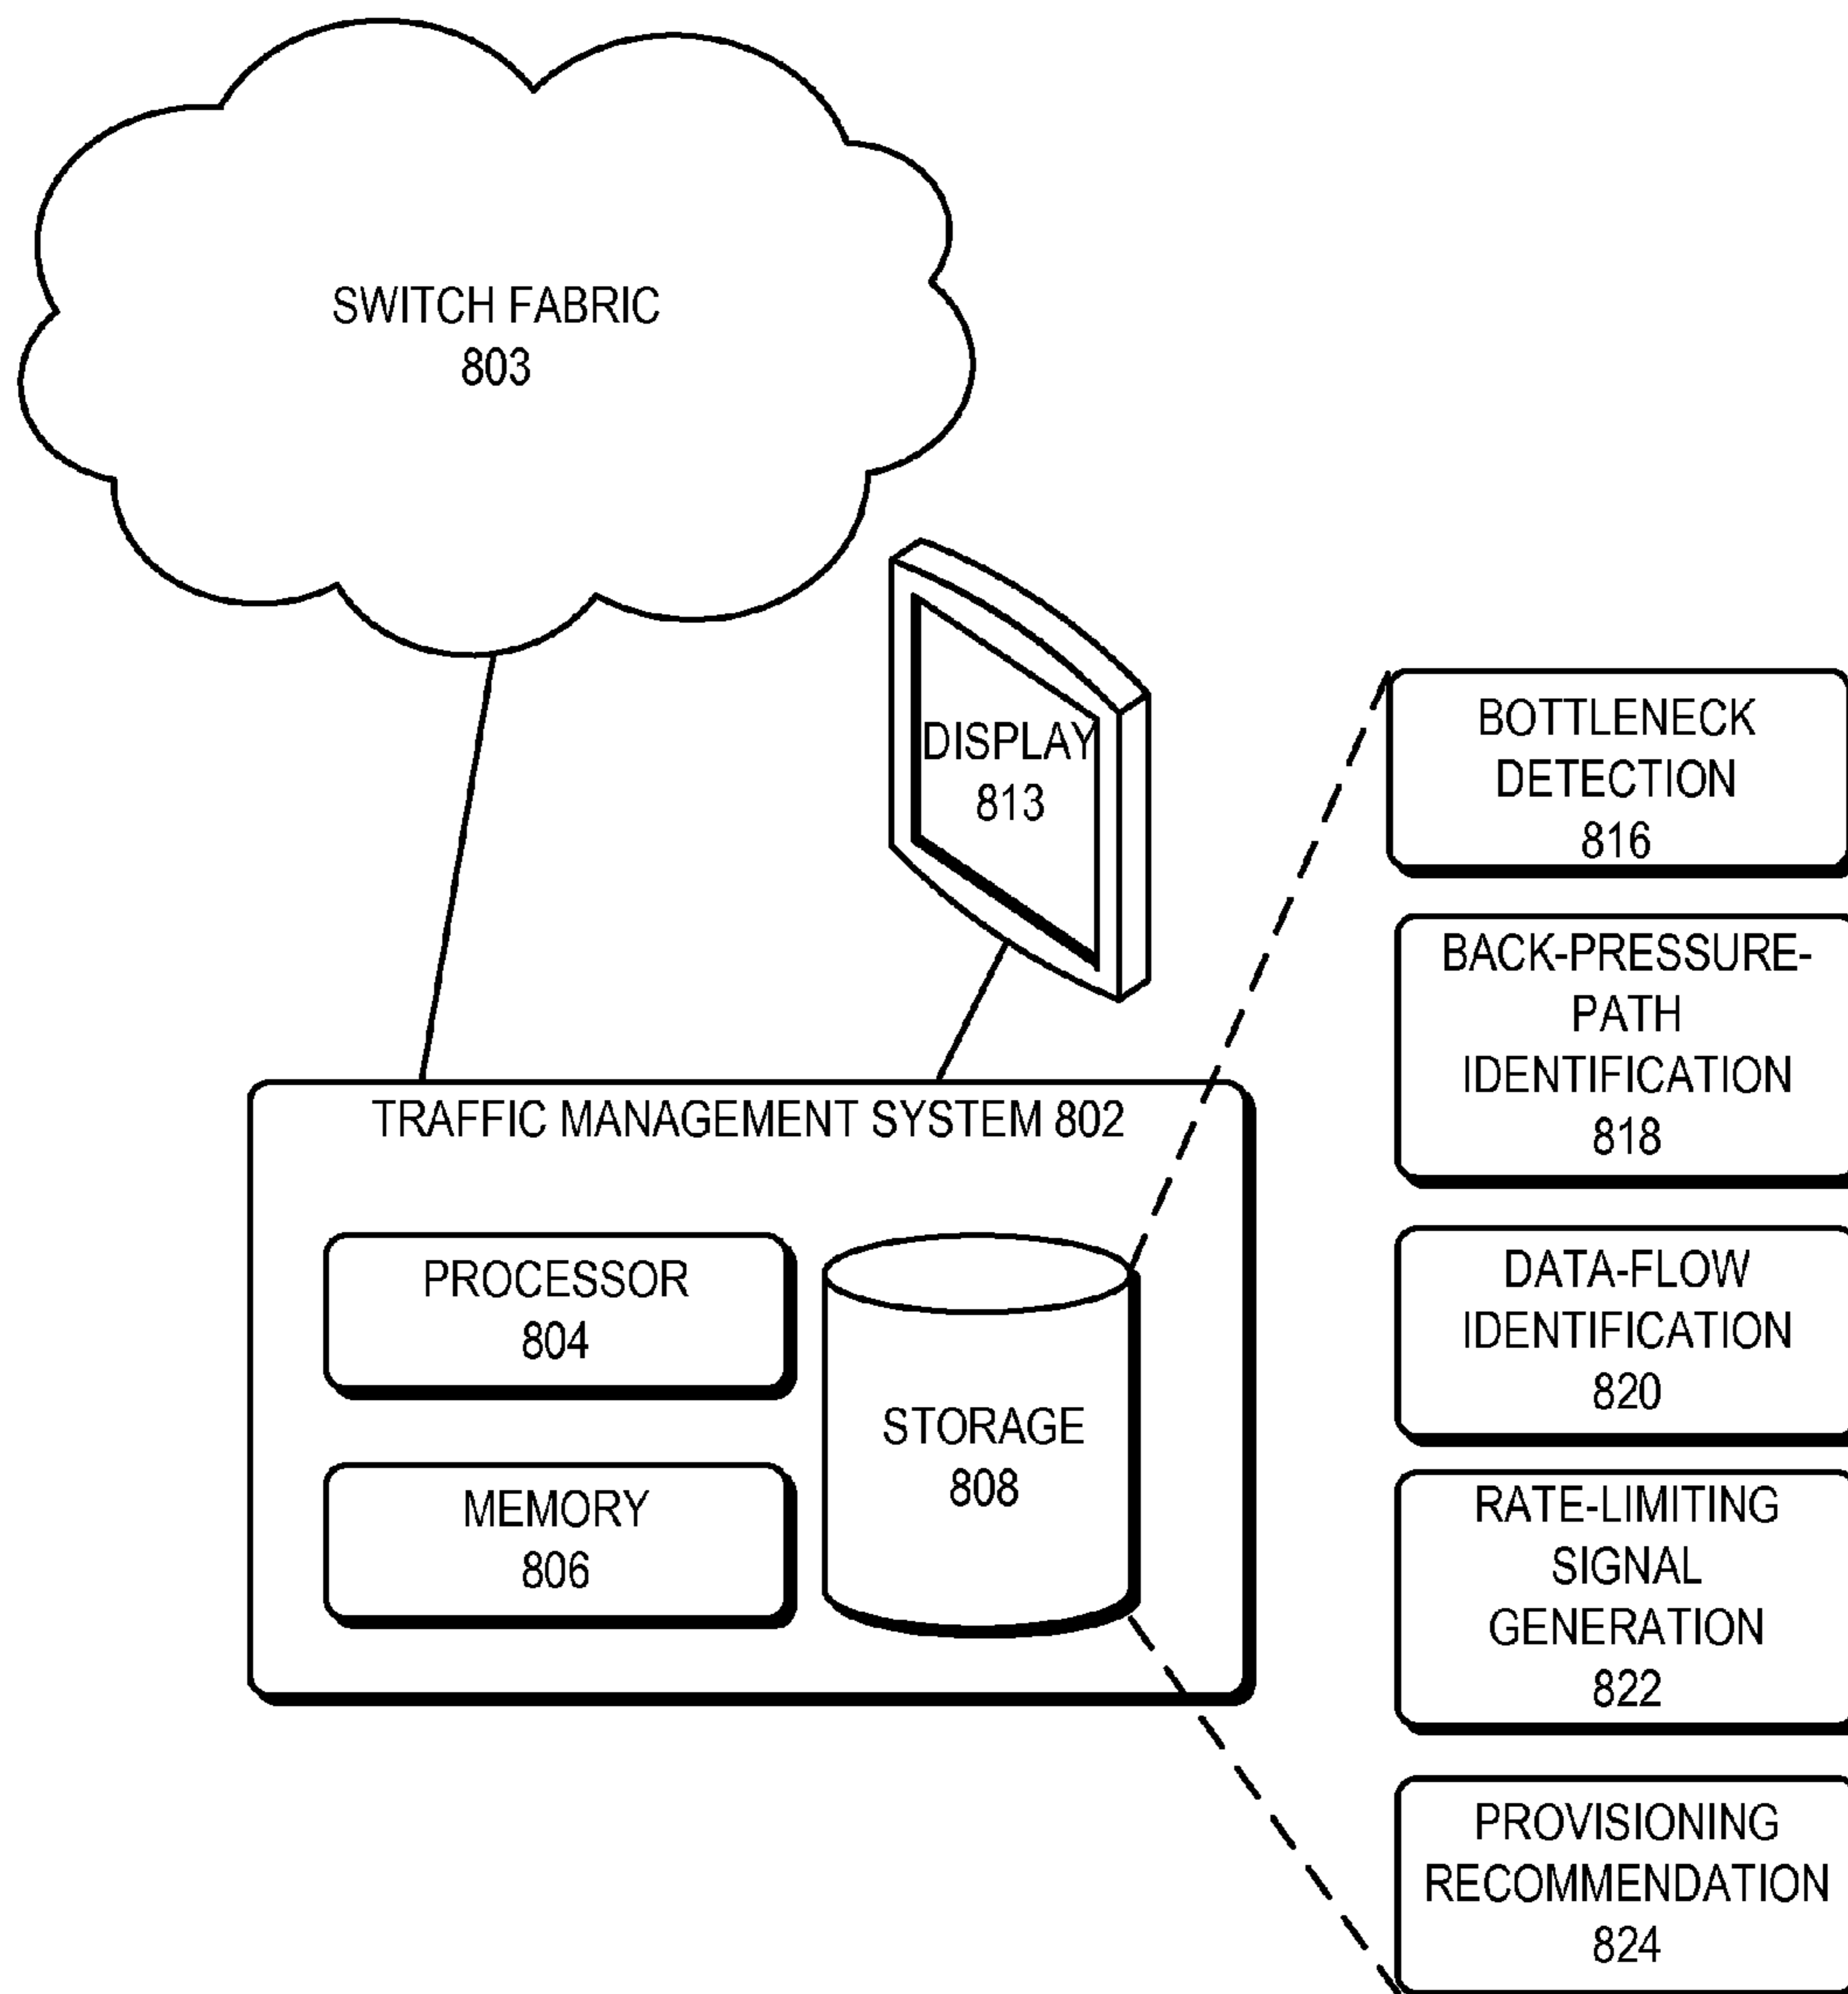 SWITCH FABRIC
803
DISPLAY
813
TRAFFIC MANAGEMENT SYSTEM 802
PROCESSOR
804
MEMORY
806
STORAGE
808
BOTTLENECK
DETECTION
816
BACK-PRESSURE-
PATH
IDENTIFICATION
818
DATA-FLOW
IDENTIFICATION
820
RATE-LIMITING
SIGNAL
GENERATION
822
PROVISIONING
RECOMMENDATION
824